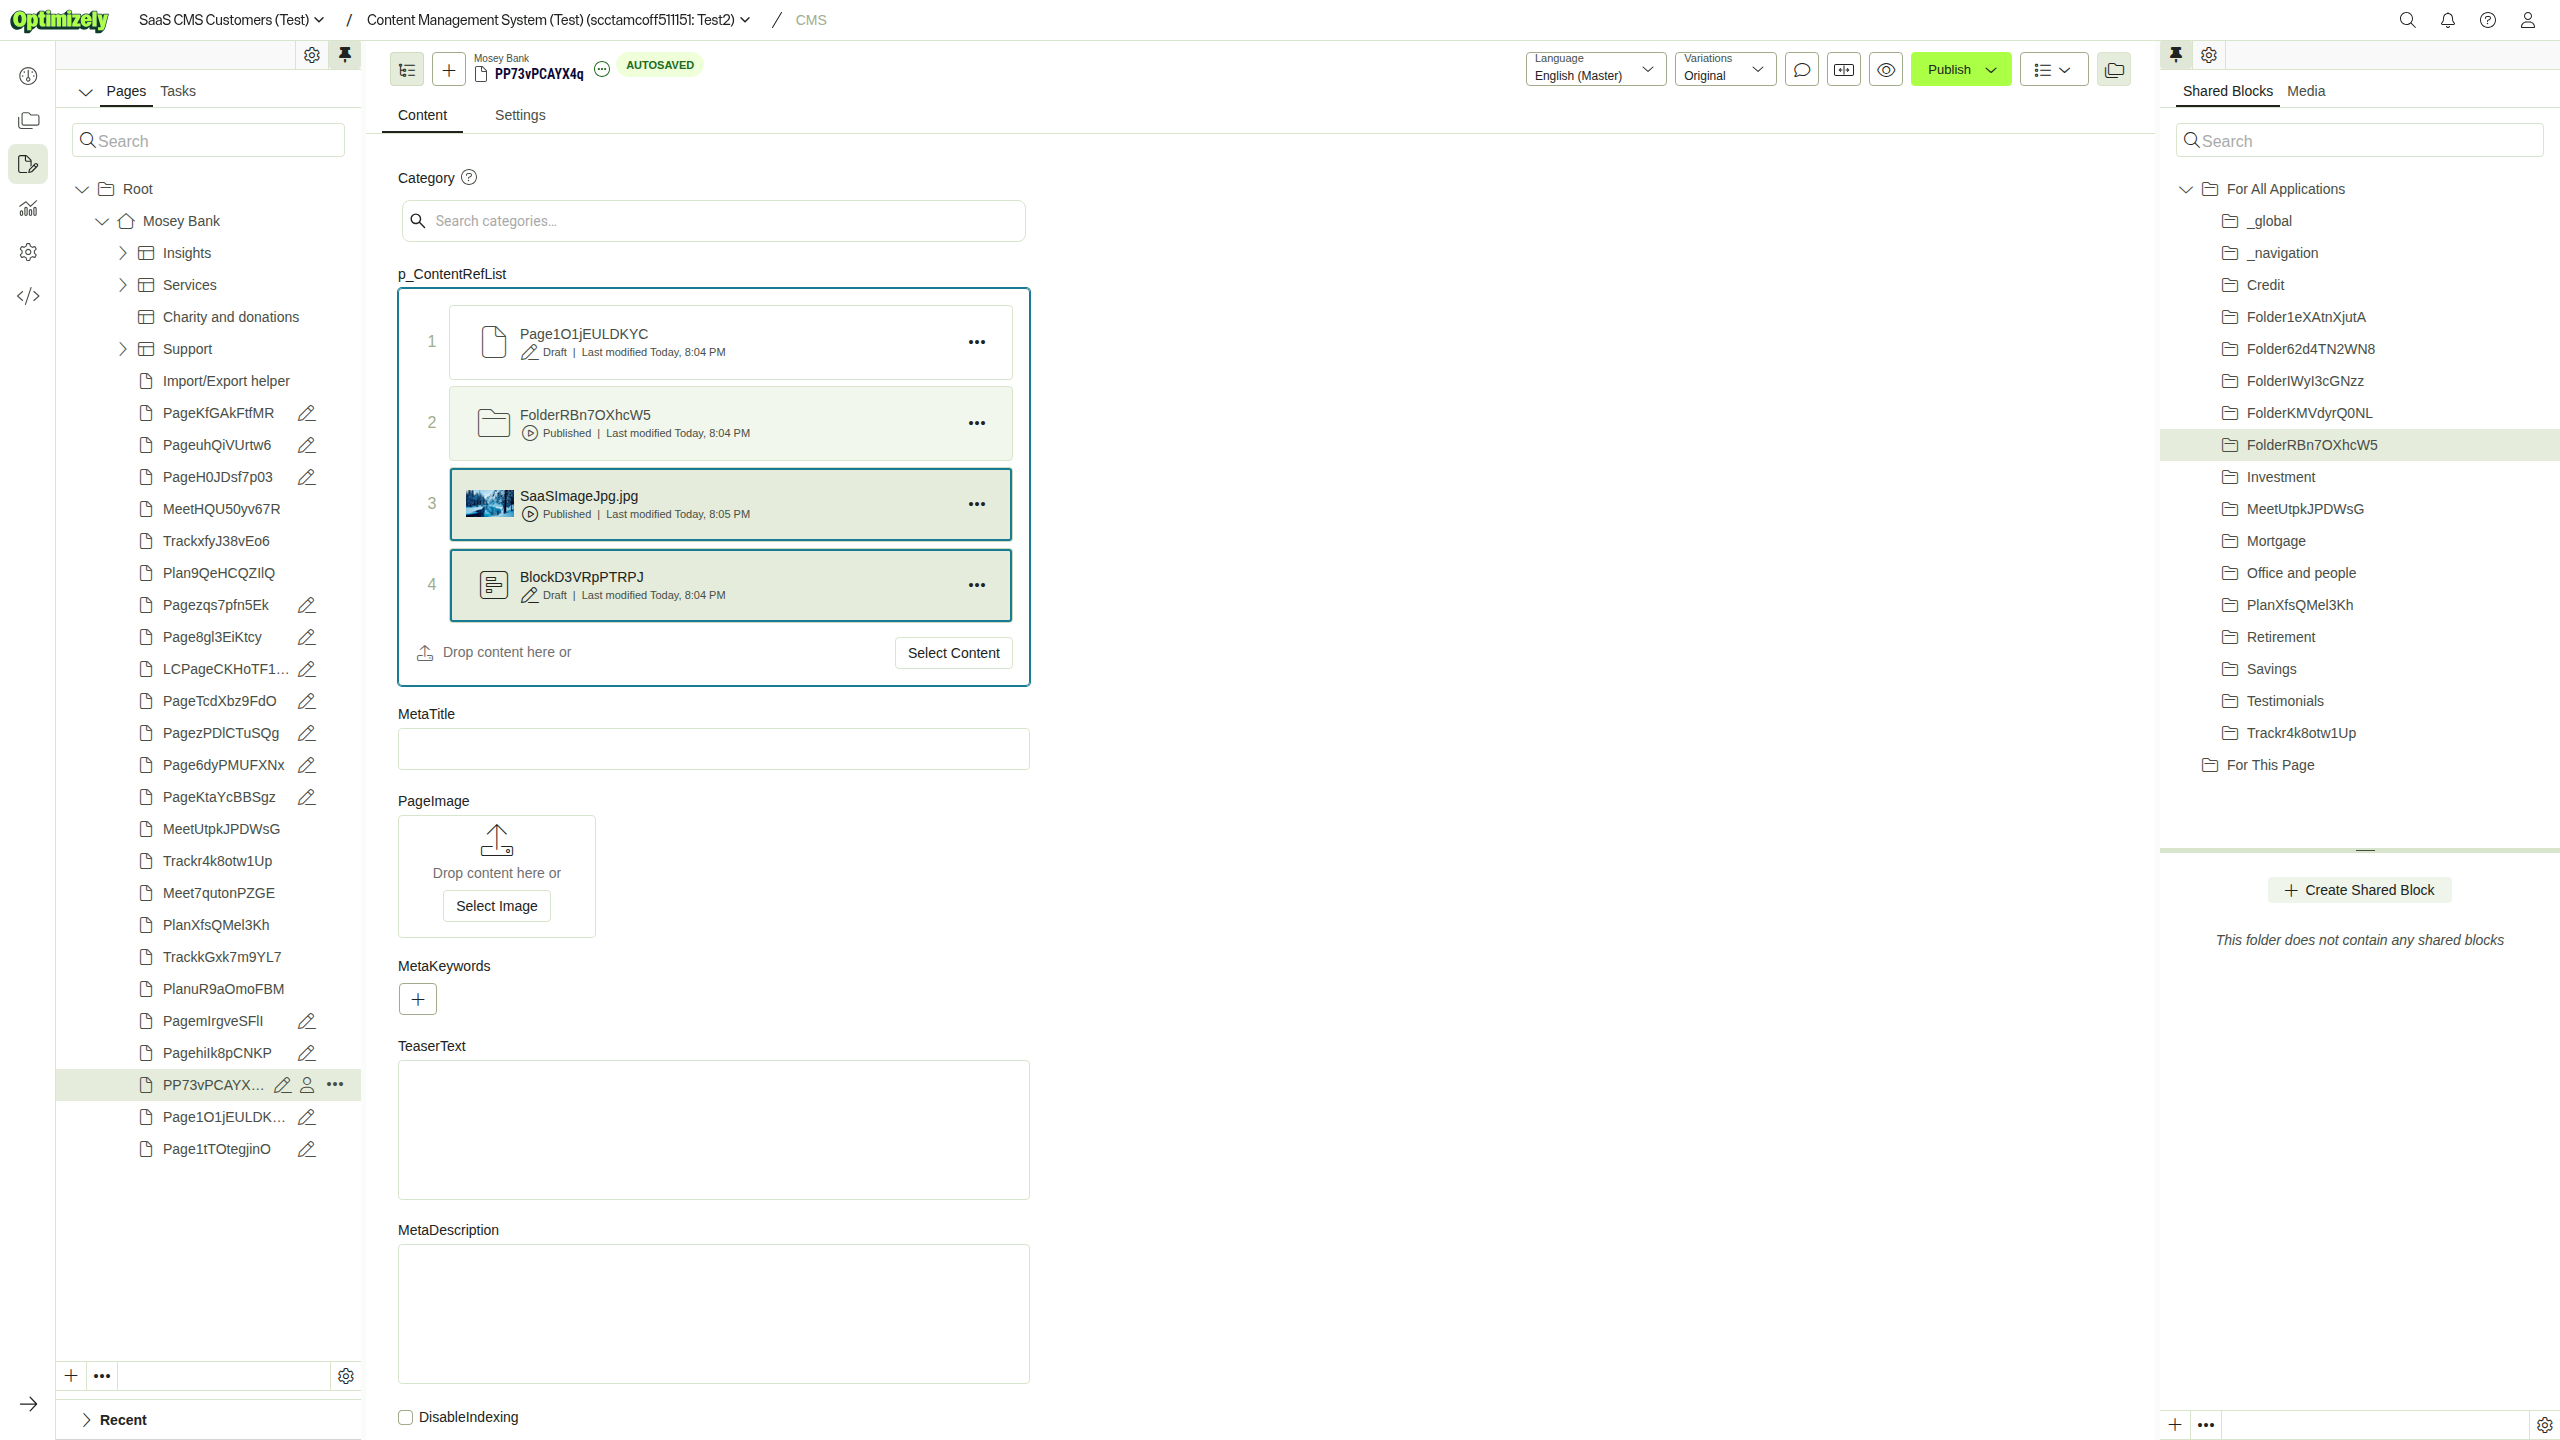 Optimizely
SaaS CMS Customers (Test) / Content Management System (Test) (scctamcoff511151: Test2) / CMS
Pages Tasks
Search
Root
Mosey Bank
Insights
Services
Charity and donations
Support
Import/Export helper
PageKfGAkFtfMR
PageuhQiVUrtw6
PageH0JDsf7p03
MeetHQU50yv67R
TrackxfyJ38vEo6
Plan9QeHCQZIlQ
Pagezqs7pfn5Ek
Page8gl3EiKtcy
LCPageCKHoTF1...
PageTcdXbz9FdO
PagezPDlCTuSQg
Page6dyPMUFXNx
PageKtaYcBBSgz
MeetUtpkJPDWsG
Trackr4k8otw1Up
Meet7qutonPZGE
PlanXfsQMel3Kh
TrackkGxk7m9YL7
PlanuR9aOmoFBM
PagemIrgveSFlI
PagehiIk8pCNKP
PP73vPCAYX...
Page1O1jEULDK...
Page1tTOtegjinO
Recent
Mosey Bank
PP73vPCAYX4q
AUTOSAVED
Language
English (Master)
Variations
Original
Publish
Content Settings
Category
Search categories...
p_ContentRefList
1
Page1O1jEULDKYC
Draft | Last modified Today, 8:04 PM
2
FolderRBn7OXhcW5
Published | Last modified Today, 8:04 PM
3
SaaSImageJpg.jpg
Published | Last modified Today, 8:05 PM
4
BlockD3VRpPTRPJ
Draft | Last modified Today, 8:04 PM
Drop content here or
Select Content
MetaTitle
PageImage
Drop content here or
Select Image
MetaKeywords
TeaserText
MetaDescription
DisableIndexing
Shared Blocks Media
Search
For All Applications
_global
_navigation
Credit
Folder1eXAtnXjutA
Folder62d4TN2WN8
FolderIWyI3cGNzz
FolderKMVdyrQ0NL
FolderRBn7OXhcW5
Investment
MeetUtpkJPDWsG
Mortgage
Office and people
PlanXfsQMel3Kh
Retirement
Savings
Testimonials
Trackr4k8otw1Up
For This Page
Create Shared Block
This folder does not contain any shared blocks